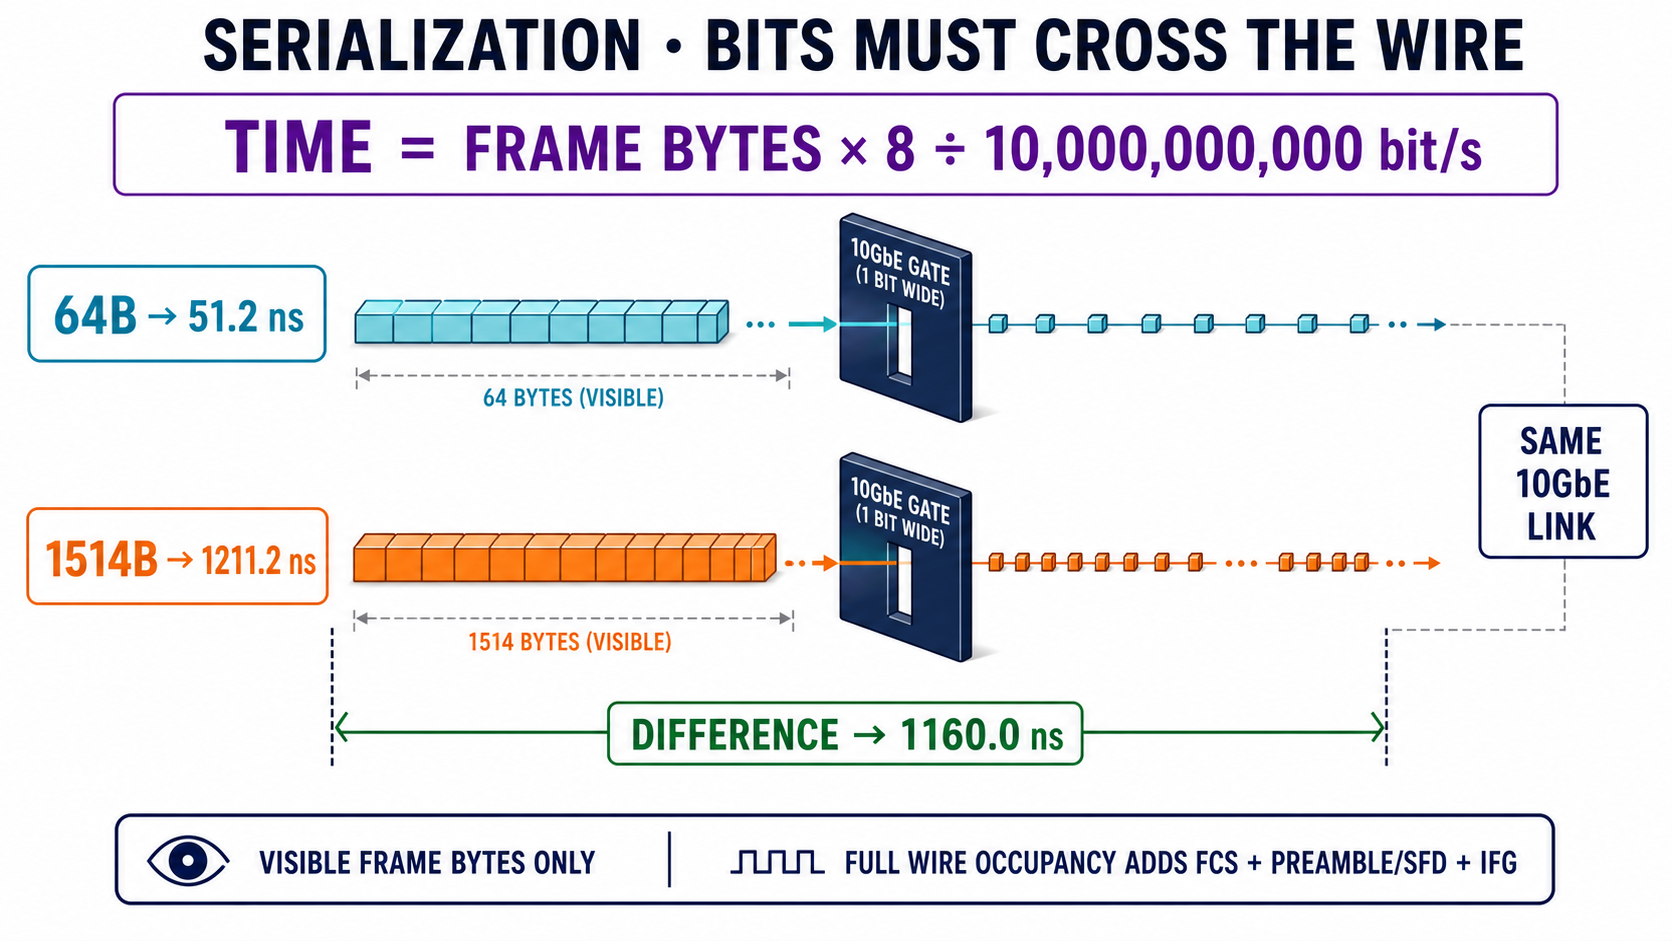 SERIALIZATION • BITS MUST CROSS THE WIRE
TIME = FRAME BYTES × 8 ÷ 10,000,000,000 bit/s
64B → 51.2 ns
10GbE GATE
(1 BIT WIDE)
64 BYTES (VISIBLE)
SAME
10GbE
LINK
1514B → 1211.2 ns
10GbE GATE
(1 BIT WIDE)
1514 BYTES (VISIBLE)
DIFFERENCE → 1160.0 ns
VISIBLE FRAME BYTES ONLY
FULL WIRE OCCUPANCY ADDS FCS + PREAMBLE/SFD + IFG